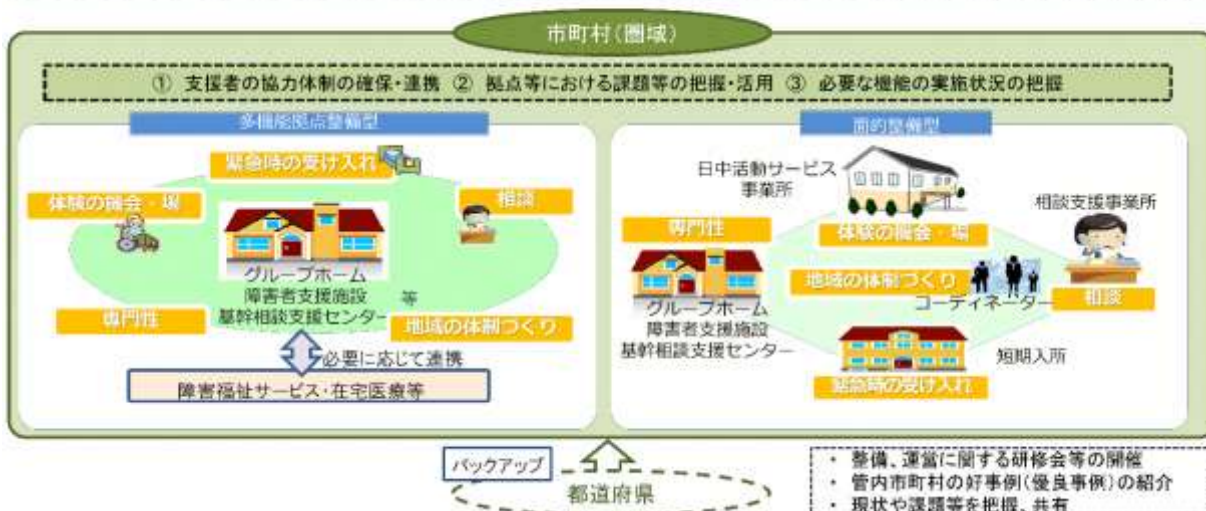 市町村(圏域)
① 支援者の協力体制の確保・連携 ② 拠点等における課題等の把握・活用 ③ 必要な機能の実施状況の把握
多機能拠点整備型
緊急時の受け入れ
体験の機会・場
相談
グループホーム
障害者支援施設 等
基幹相談支援センター
専門性
地域の体制づくり
必要に応じて連携
障害福祉サービス・在宅医療等
面的整備型
日中活動サービス
事業所
相談支援事業所
専門性
体験の機会・場
地域の体制づくり
コーディネーター
相談
グループホーム
障害者支援施設
基幹相談支援センター
短期入所
緊急時の受け入れ
バックアップ
都道府県
・ 整備、運営に関する研修会等の開催
・ 管内市町村の好事例(優良事例)の紹介
・ 現状や課題等を把握、共有